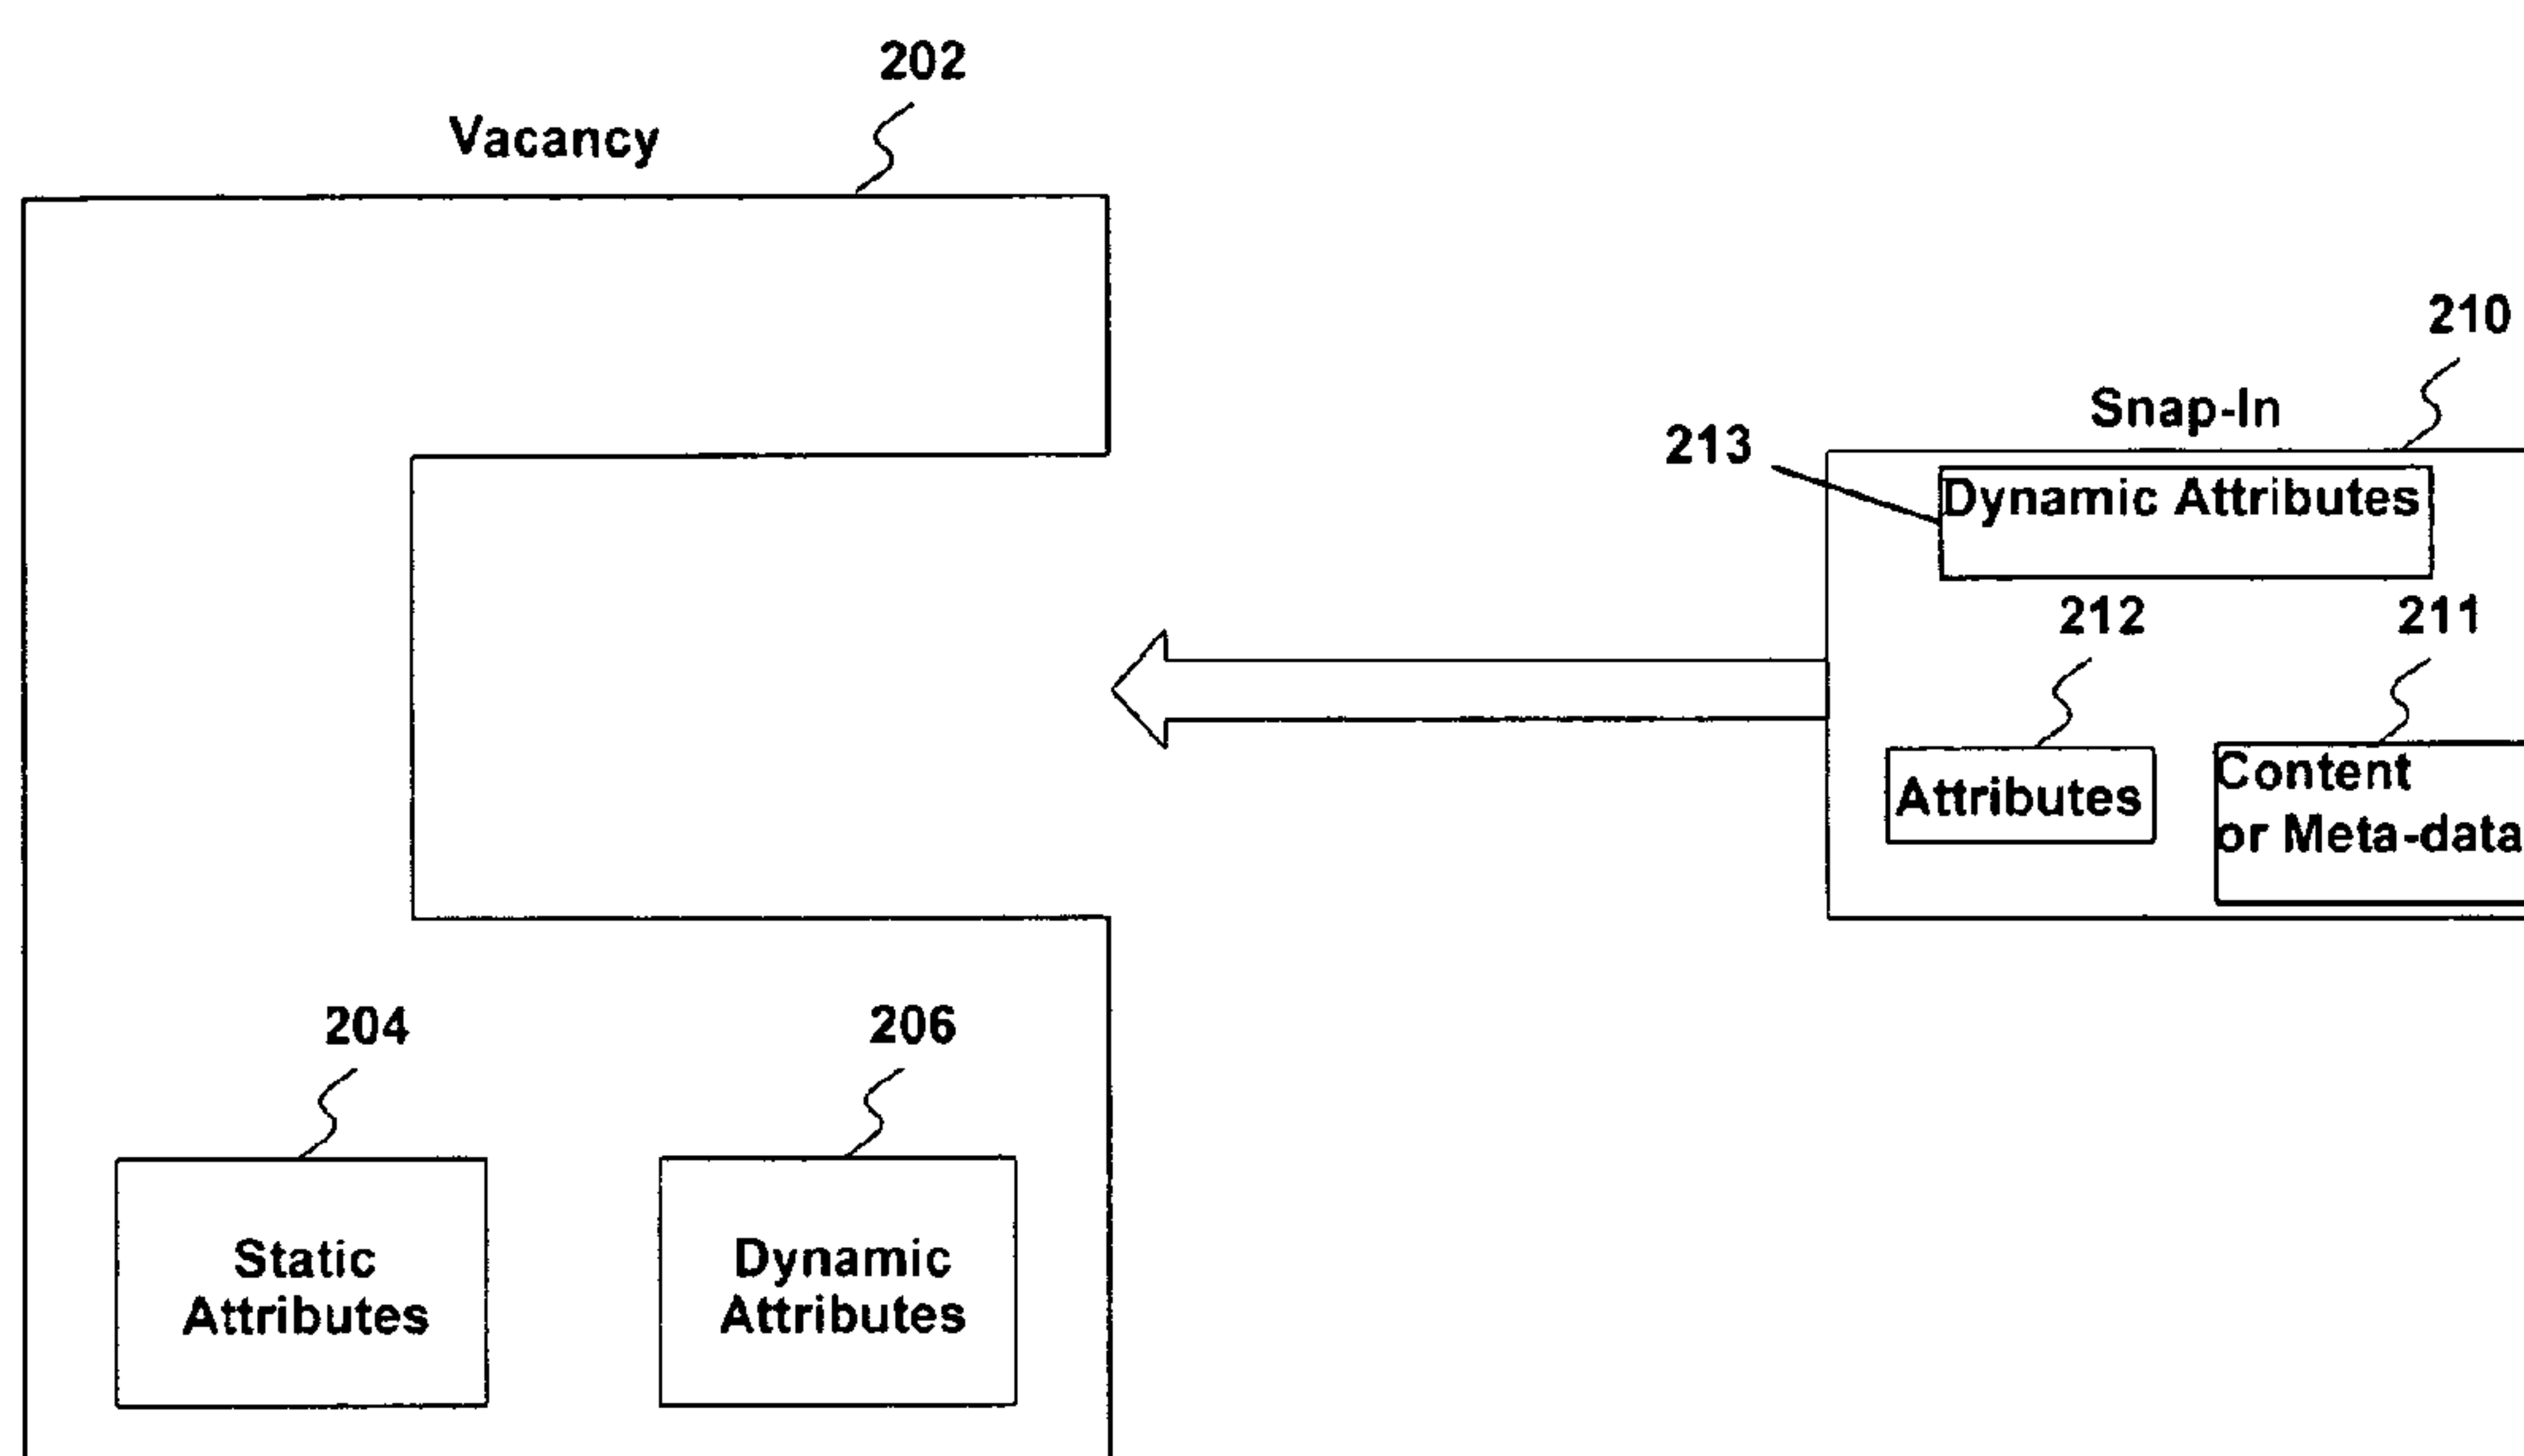 202
Vacancy
210
Snap-In
213
Dynamic Attributes
212
211
Attributes
Content
or Meta-data
204
206
Static
Attributes
Dynamic
Attributes